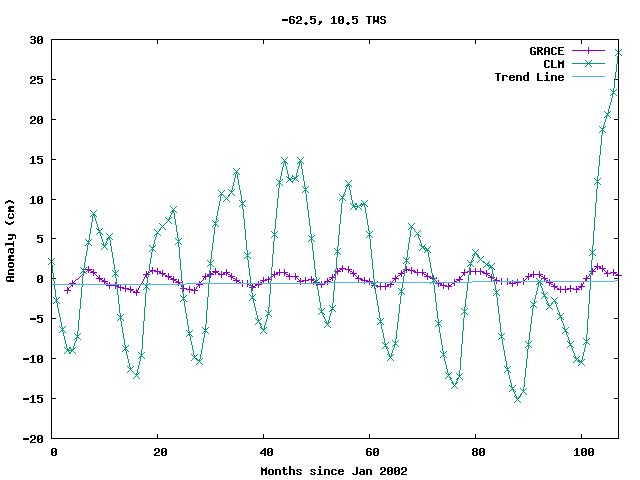 -62.5, 10.5 TWS
GRACE
CLM
Trend Line
30
25
20
15
10
5
0
-5
-10
-15
-20
Anomaly (cm)
0 20 40 60 80 100
Months since Jan 2002